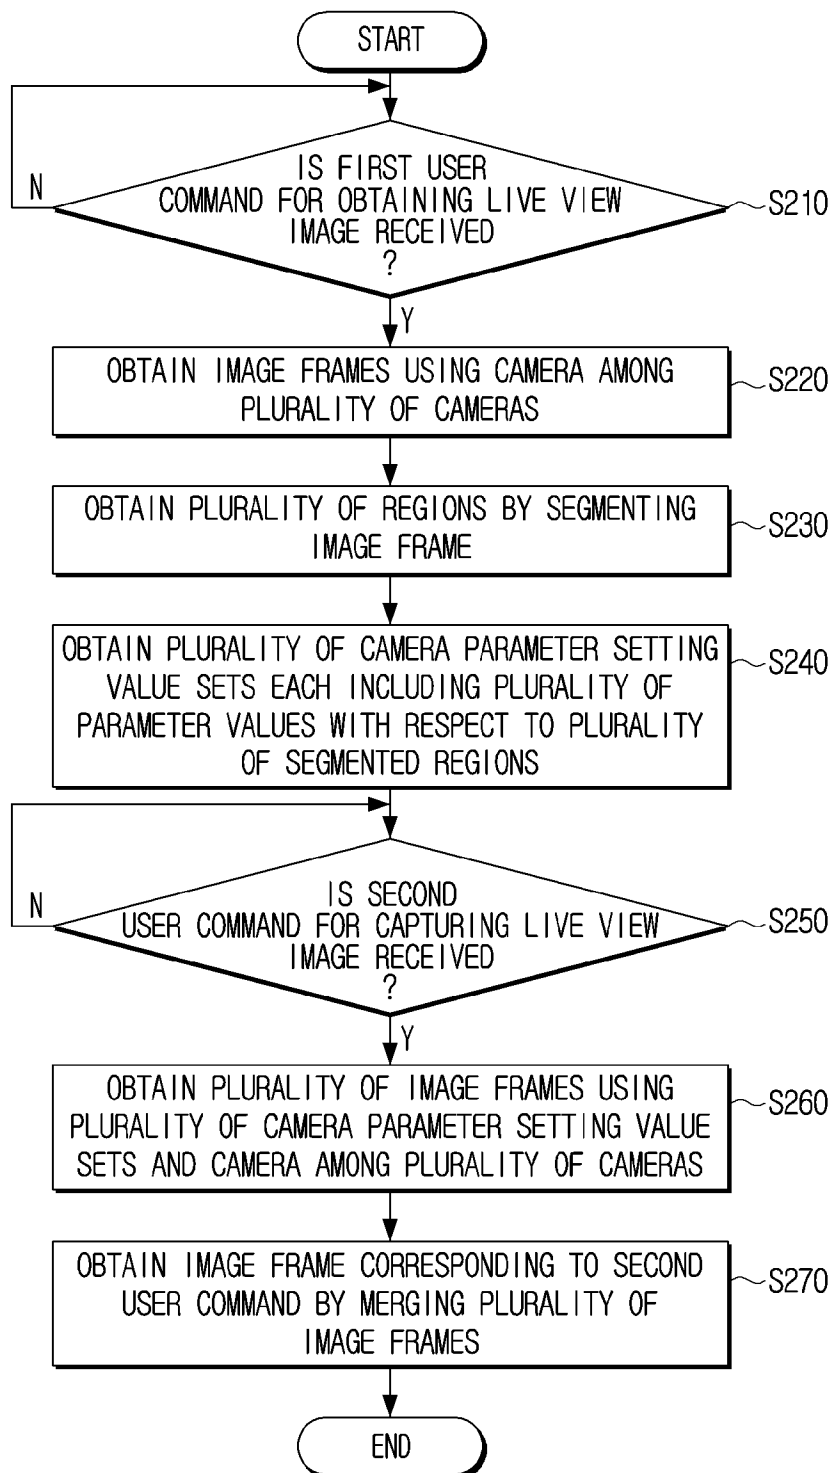 START
IS FIRST USER
COMMAND FOR OBTAINING LIVE VIEW
IMAGE RECEIVED
?
N
S210
Y
OBTAIN IMAGE FRAMES USING CAMERA AMONG
PLURALITY OF CAMERAS
S220
OBTAIN PLURALITY OF REGIONS BY SEGMENTING
IMAGE FRAME
S230
OBTAIN PLURALITY OF CAMERA PARAMETER SETTING
VALUE SETS EACH INCLUDING PLURALITY OF
PARAMETER VALUES WITH RESPECT TO PLURALITY
OF SEGMENTED REGIONS
S240
IS SECOND
USER COMMAND FOR CAPTURING LIVE VIEW
IMAGE RECEIVED
?
N
S250
Y
OBTAIN PLURALITY OF IMAGE FRAMES USING
PLURALITY OF CAMERA PARAMETER SETTING VALUE
SETS AND CAMERA AMONG PLURALITY OF CAMERAS
S260
OBTAIN IMAGE FRAME CORRESPONDING TO SECOND
USER COMMAND BY MERGING PLURALITY OF
IMAGE FRAMES
S270
END